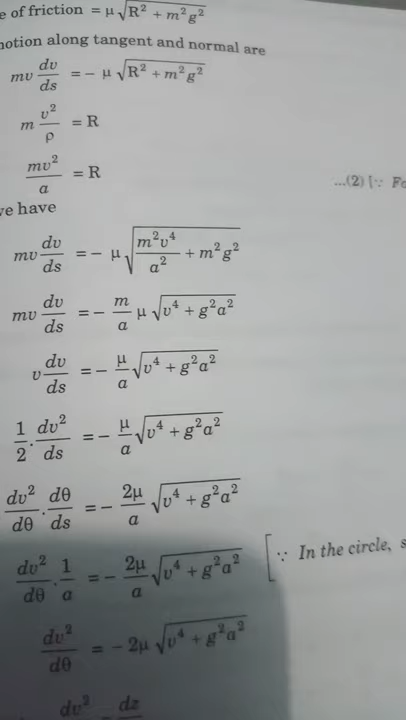 e of friction = μ √(R² + m²g²)
notion along tangent and normal are
mv dv/ds = − μ √(R² + m²g²)
m v²/ρ = R
mv²/a = R ...(2) [∵ Fo
ve have
mv dv/ds = − μ √(m²v⁴/a² + m²g²)
mv dv/ds = − m/a μ √(v⁴ + g²a²)
v dv/ds = − μ/a √(v⁴ + g²a²)
1/2 . dv²/ds = − μ/a √(v⁴ + g²a²)
dv²/dθ . dθ/ds = − 2μ/a √(v⁴ + g²a²)
dv²/dθ . 1/a = − 2μ/a √(v⁴ + g²a²) [∵ In the circle, s
dv²/dθ = − 2μ √(v⁴ + g²a²)
dv² dz